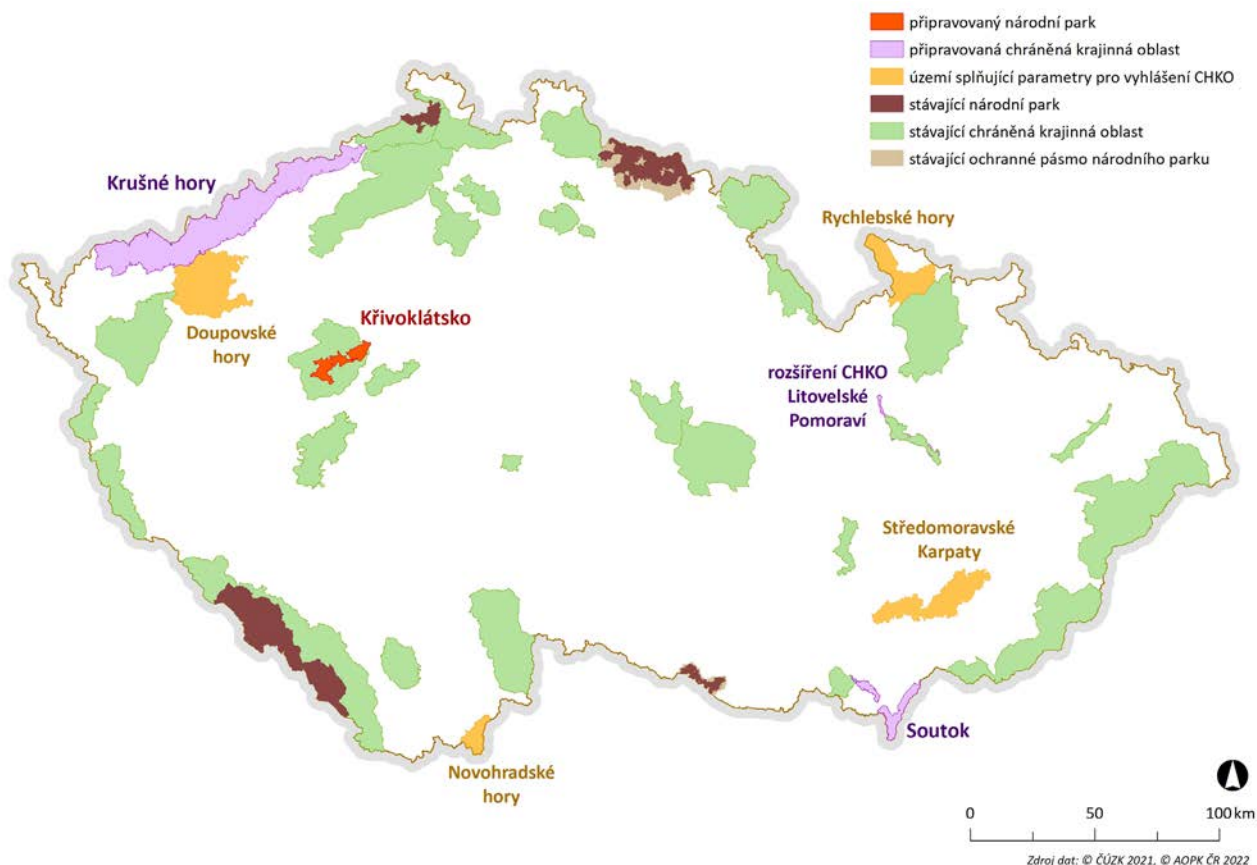 připravovaný národní park
připravovaná chráněná krajinná oblast
území splňující parametry pro vyhlášení CHKO
stávající národní park
stávající chráněná krajinná oblast
stávající ochranné pásmo národního parku
Krušné hory
Rychlebské hory
Doupovské
hory
Křivoklátsko
rozšíření CHKO
Litovelské
Pomoraví
Středomoravské
Karpaty
Soutok
Novohradské
hory
0 50 100 km
Zdroj dat: © ČÚZK 2021, © AOPK ČR 2022